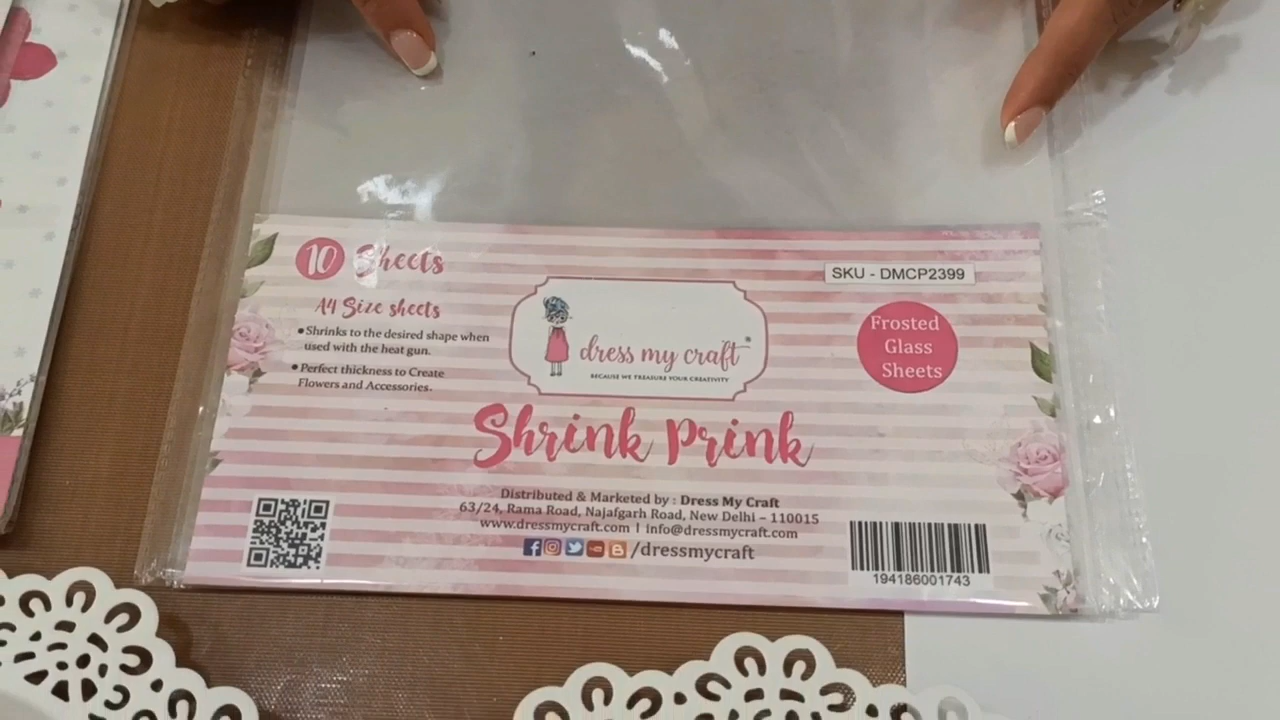 10 Sheets
A4 Size sheets
•Shrinks to the desired shape when
used with the heat gun.
•Perfect thickness to Create
Flowers and Accessories.
dress my craft®
BECAUSE WE TREASURE YOUR CREATIVITY
SKU - DMCP2399
Frosted
Glass
Sheets
Shrink Prink
Distributed & Marketed by : Dress My Craft
63/24, Rama Road, Najafgarh Road, New Delhi – 110015
www.dressmycraft.com | info@dressmycraft.com
/dressmycraft
194186001743